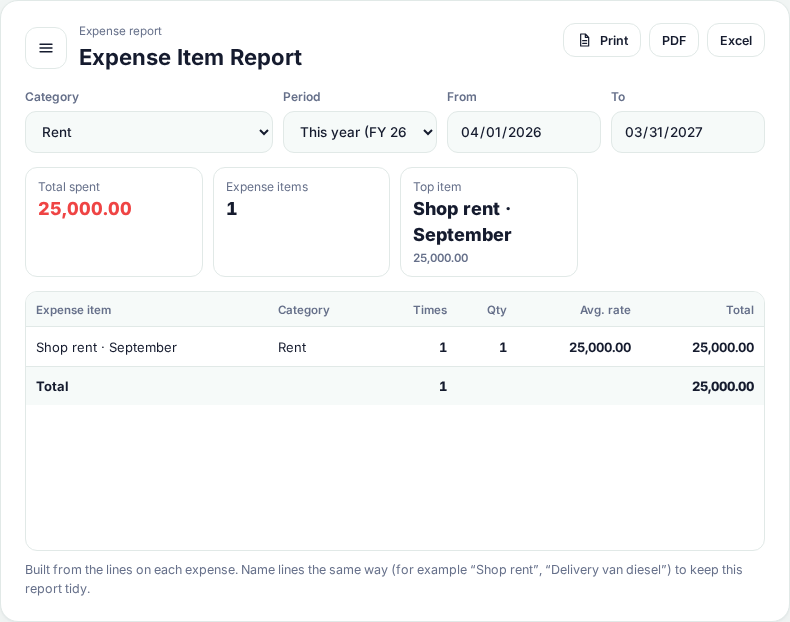 Expense report
Expense Item Report
Print
PDF
Excel
Category
Period
From
To
Rent
This year (FY 26
04/01/2026
03/31/2027
Total spent
25,000.00
Expense items
1
Top item
Shop rent ·
September
25,000.00
Expense item Category Times Qty Avg. rate Total
Shop rent · September Rent 1 1 25,000.00 25,000.00
Total 1 25,000.00
Built from the lines on each expense. Name lines the same way (for example “Shop rent”, “Delivery van diesel”) to keep this
report tidy.